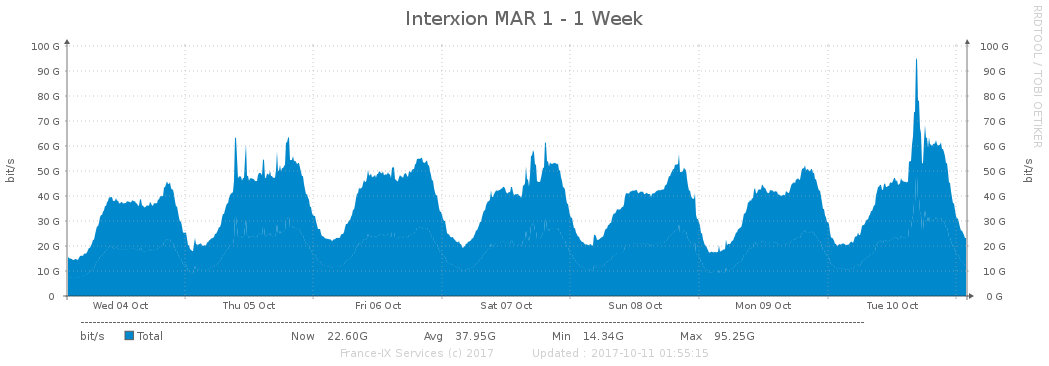 Interxion MAR 1 - 1 Week
RRDTOOL / TOBI OETIKER
bit/s
100 G
90 G
80 G
70 G
60 G
50 G
40 G
30 G
20 G
10 G
0
100 G
90 G
80 G
70 G
60 G
50 G
40 G
30 G
20 G
10 G
0 G
bit/s
Wed 04 Oct Thu 05 Oct Fri 06 Oct Sat 07 Oct Sun 08 Oct Mon 09 Oct Tue 10 Oct
bit/s Total Now 22.60G Avg 37.95G Min 14.34G Max 95.25G
France-IX Services (c) 2017 Updated : 2017-10-11 01:55:15